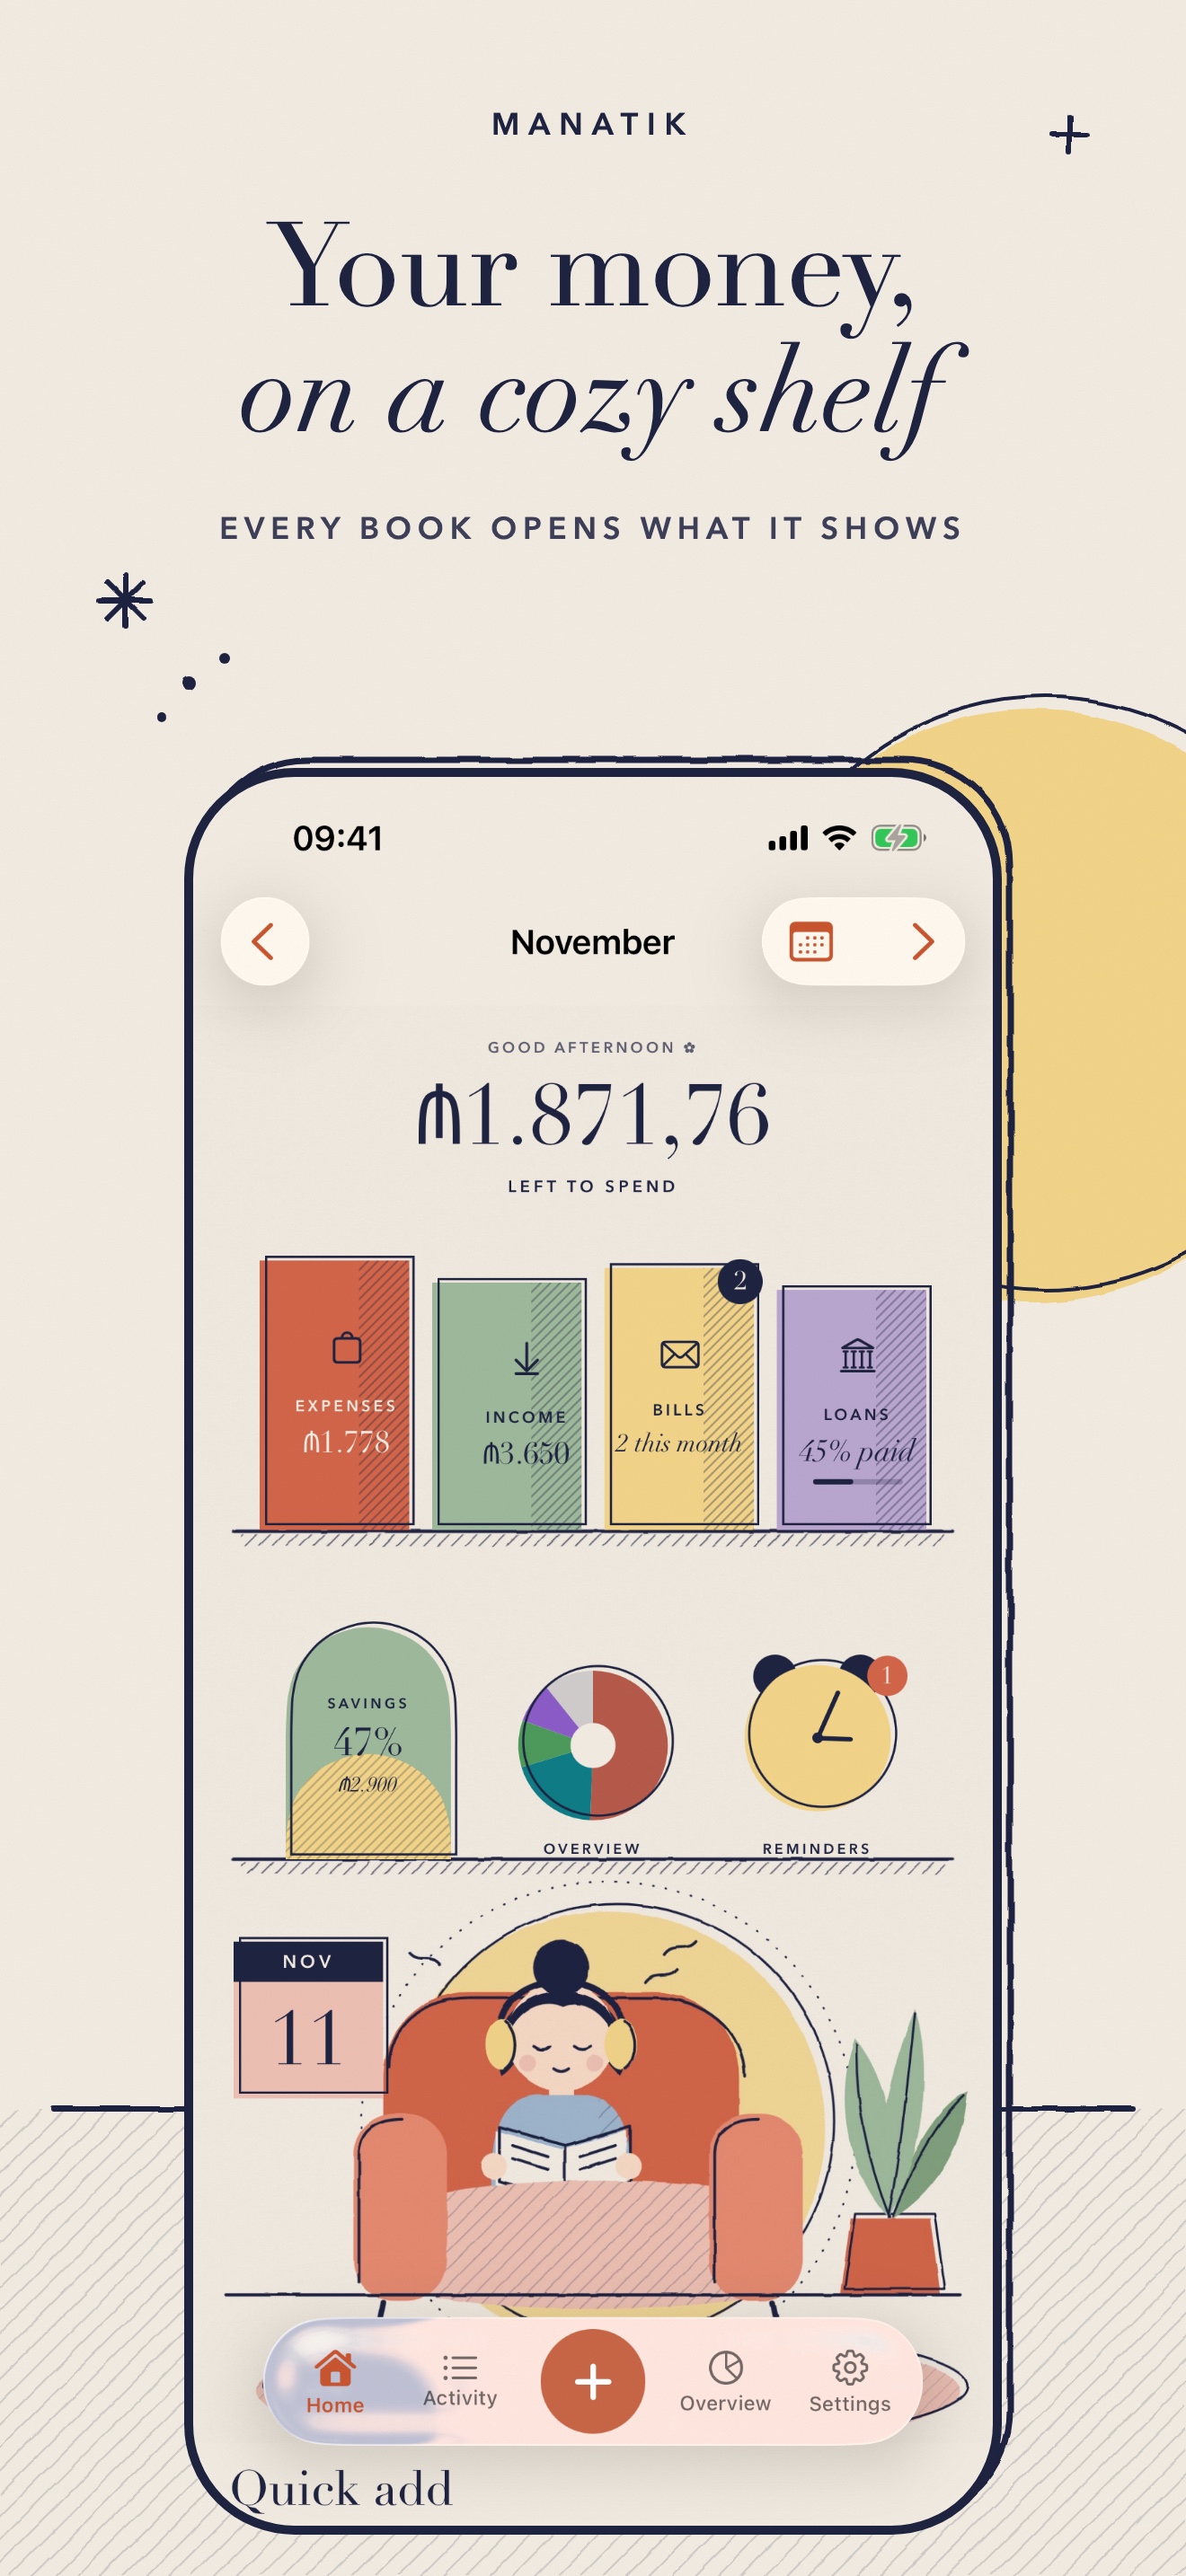 MANATIK
Your money,
on a cozy shelf
EVERY BOOK OPENS WHAT IT SHOWS
09:41
November
GOOD AFTERNOON ✿
₼1.871,76
LEFT TO SPEND
EXPENSES
₼1.778
INCOME
₼3.650
2
BILLS
2 this month
LOANS
45% paid
SAVINGS
47%
₼2.900
OVERVIEW
1
REMINDERS
NOV
11
Home
Activity
Overview
Settings
Quick add